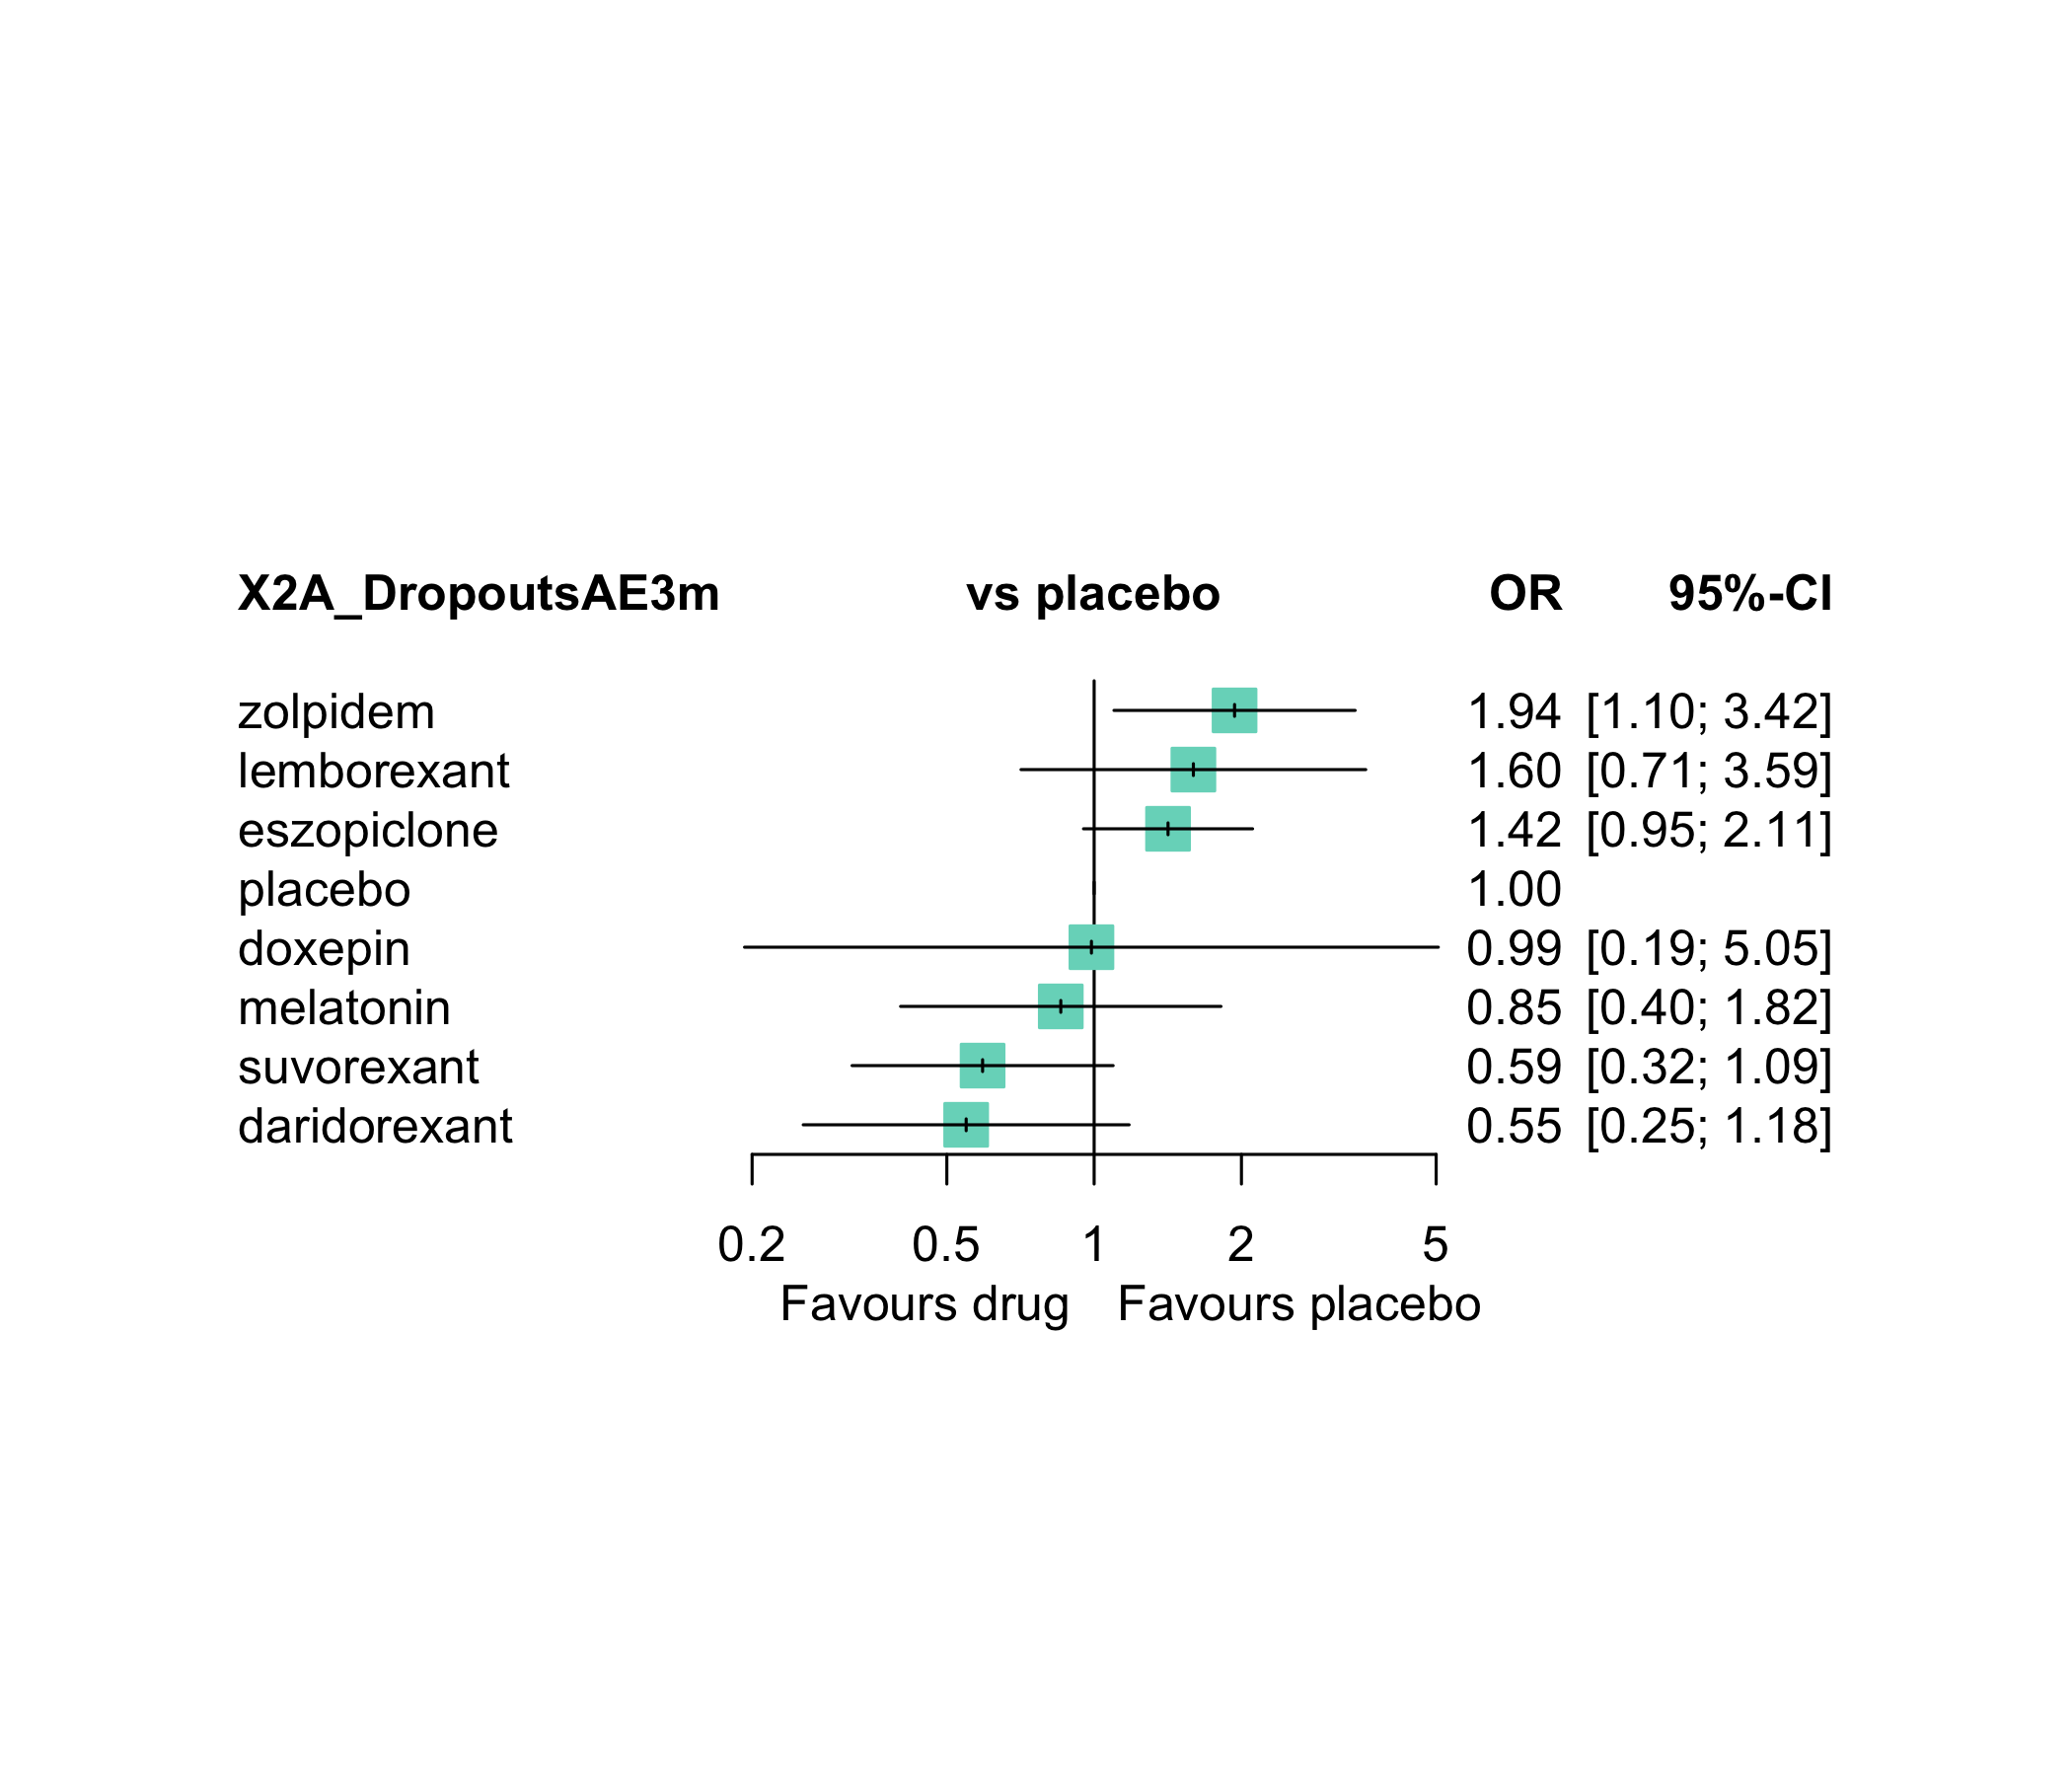 X2A_DropoutsAE3m vs placebo OR 95%-CI
zolpidem 1.94 [1.10; 3.42]
lemborexant 1.60 [0.71; 3.59]
eszopiclone 1.42 [0.95; 2.11]
placebo 1.00
doxepin 0.99 [0.19; 5.05]
melatonin 0.85 [0.40; 1.82]
suvorexant 0.59 [0.32; 1.09]
daridorexant 0.55 [0.25; 1.18]
0.2 0.5 1 2 5
Favours drug Favours placebo